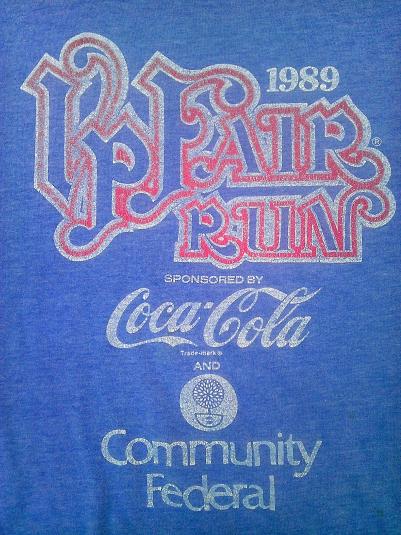 1989
VP Fair
Run
®
SPONSORED BY
Coca-Cola
Trade-mark ®
AND
Community
Federal